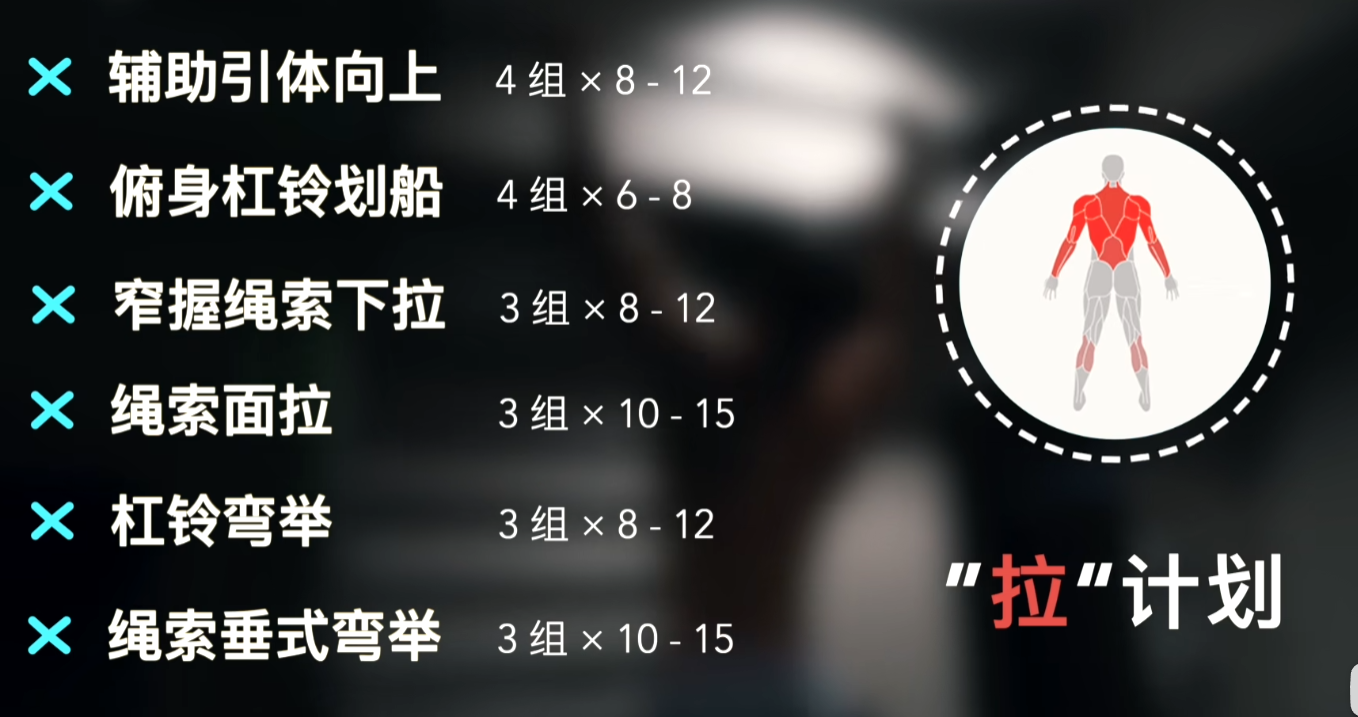 辅助引体向上 4 组 × 8 - 12
俯身杠铃划船 4 组 × 6 - 8
窄握绳索下拉 3 组 × 8 - 12
绳索面拉 3 组 × 10 - 15
杠铃弯举 3 组 × 8 - 12
绳索垂式弯举 3 组 × 10 - 15
"拉"计划